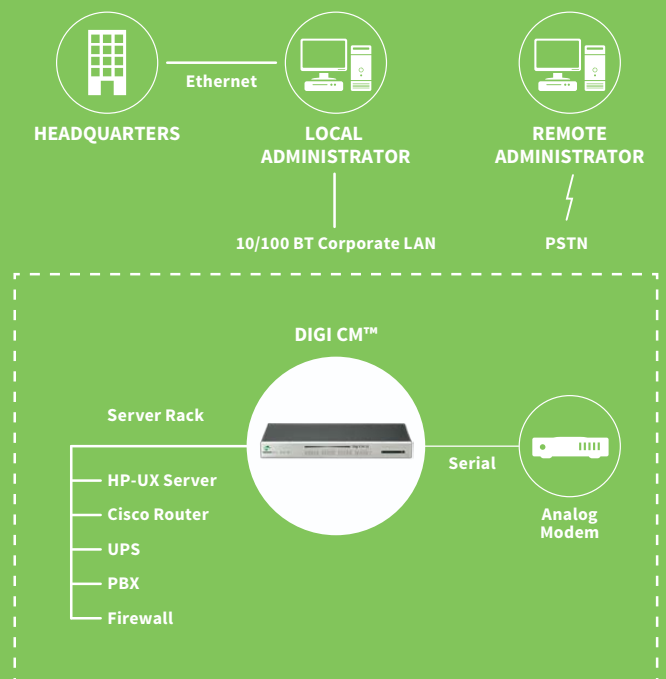 Ethernet
HEADQUARTERS
LOCAL
ADMINISTRATOR
REMOTE
ADMINISTRATOR
10/100 BT Corporate LAN
PSTN
DIGI CM™
Server Rack
Serial
HP-UX Server
Cisco Router
UPS
PBX
Firewall
Analog
Modem